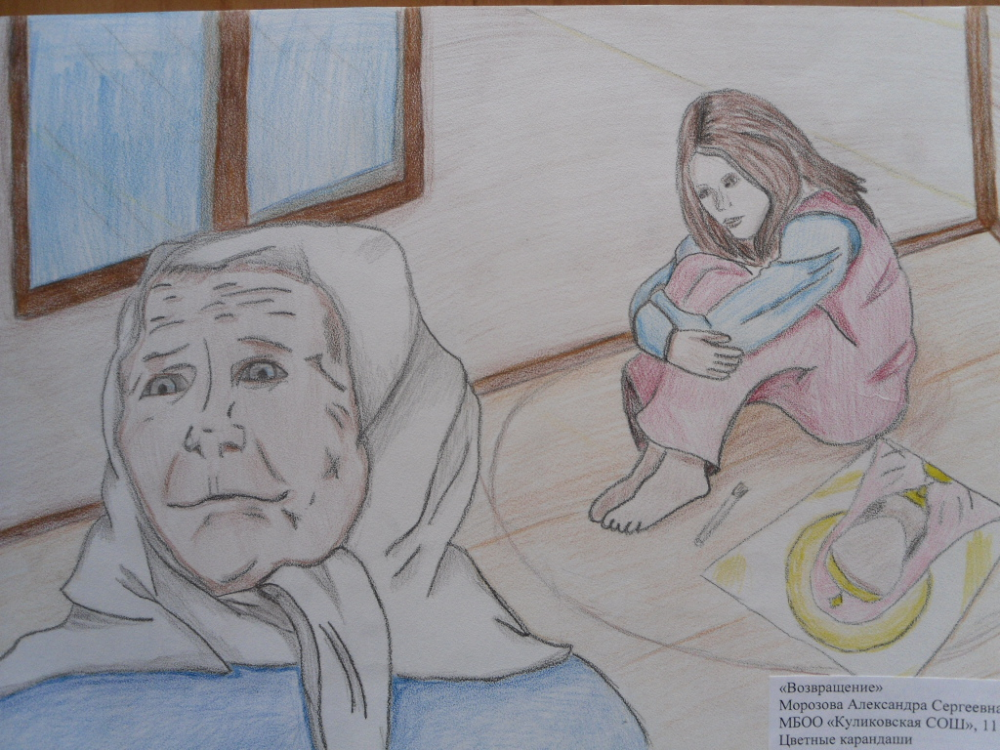 «Возвращение»
Морозова Александра Сергеевна
МБОО «Куликовская СОШ», 11
Цветные карандаши